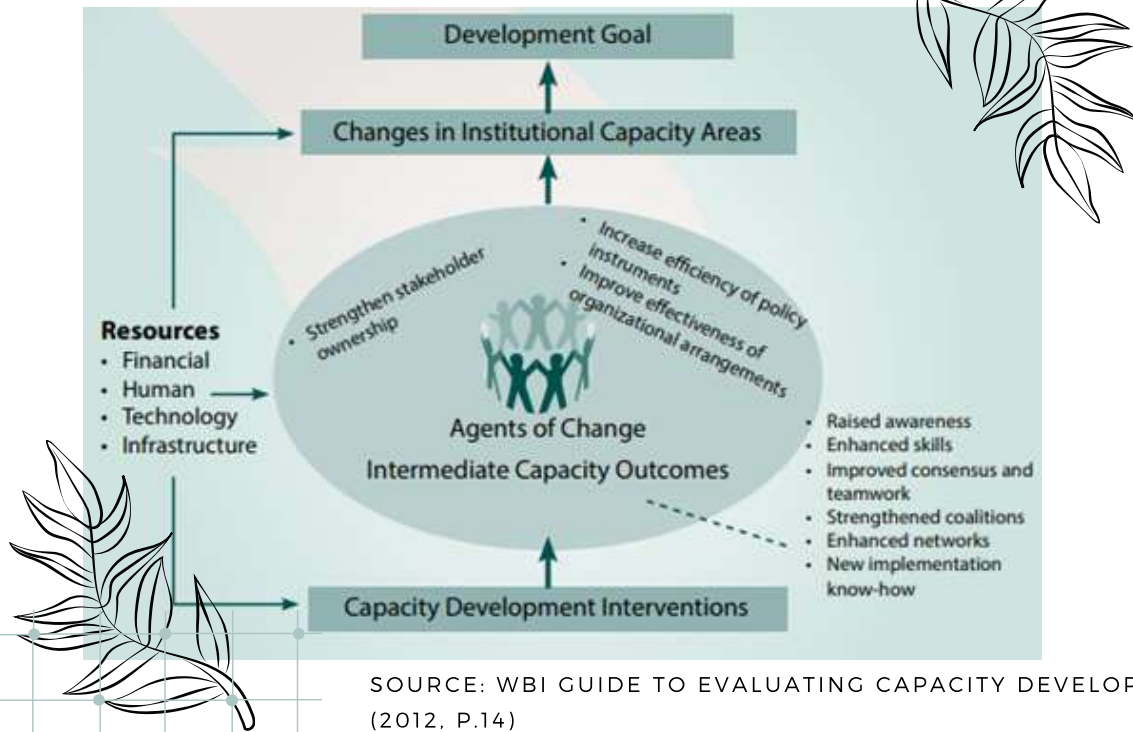 Development Goal
Changes in Institutional Capacity Areas
• Strengthen stakeholder
ownership
• Increase efficiency of policy
instruments
• Improve effectiveness of
organizational arrangements
Resources
• Financial
• Human
• Technology
• Infrastructure
Agents of Change
Intermediate Capacity Outcomes
• Raised awareness
• Enhanced skills
• Improved consensus and
teamwork
• Strengthened coalitions
• Enhanced networks
• New implementation
know-how
Capacity Development Interventions
SOURCE: WBI GUIDE TO EVALUATING CAPACITY DEVELOP
(2012, P.14)